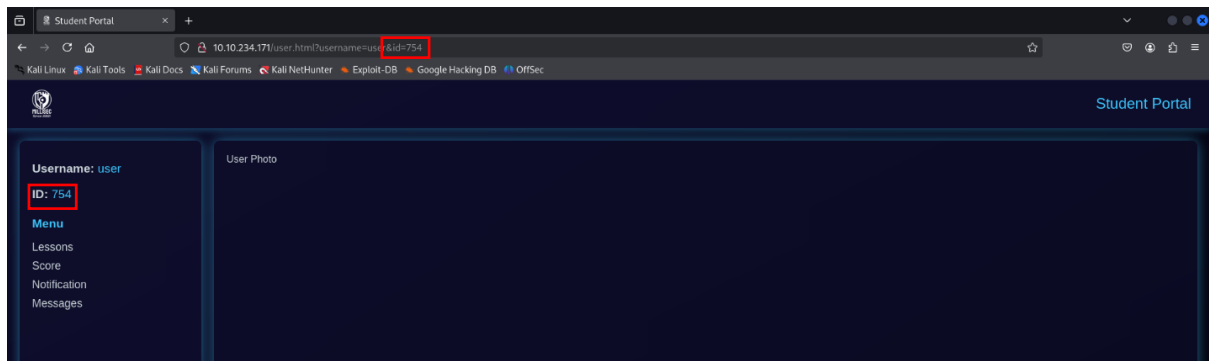 Student Portal
10.10.234.171/user.html?username=user&id=754
Kali Linux Kali Tools Kali Docs Kali Forums Kali NetHunter Exploit-DB Google Hacking DB OffSec
Student Portal
Username: user
ID: 754
Menu
Lessons
Score
Notification
Messages
User Photo